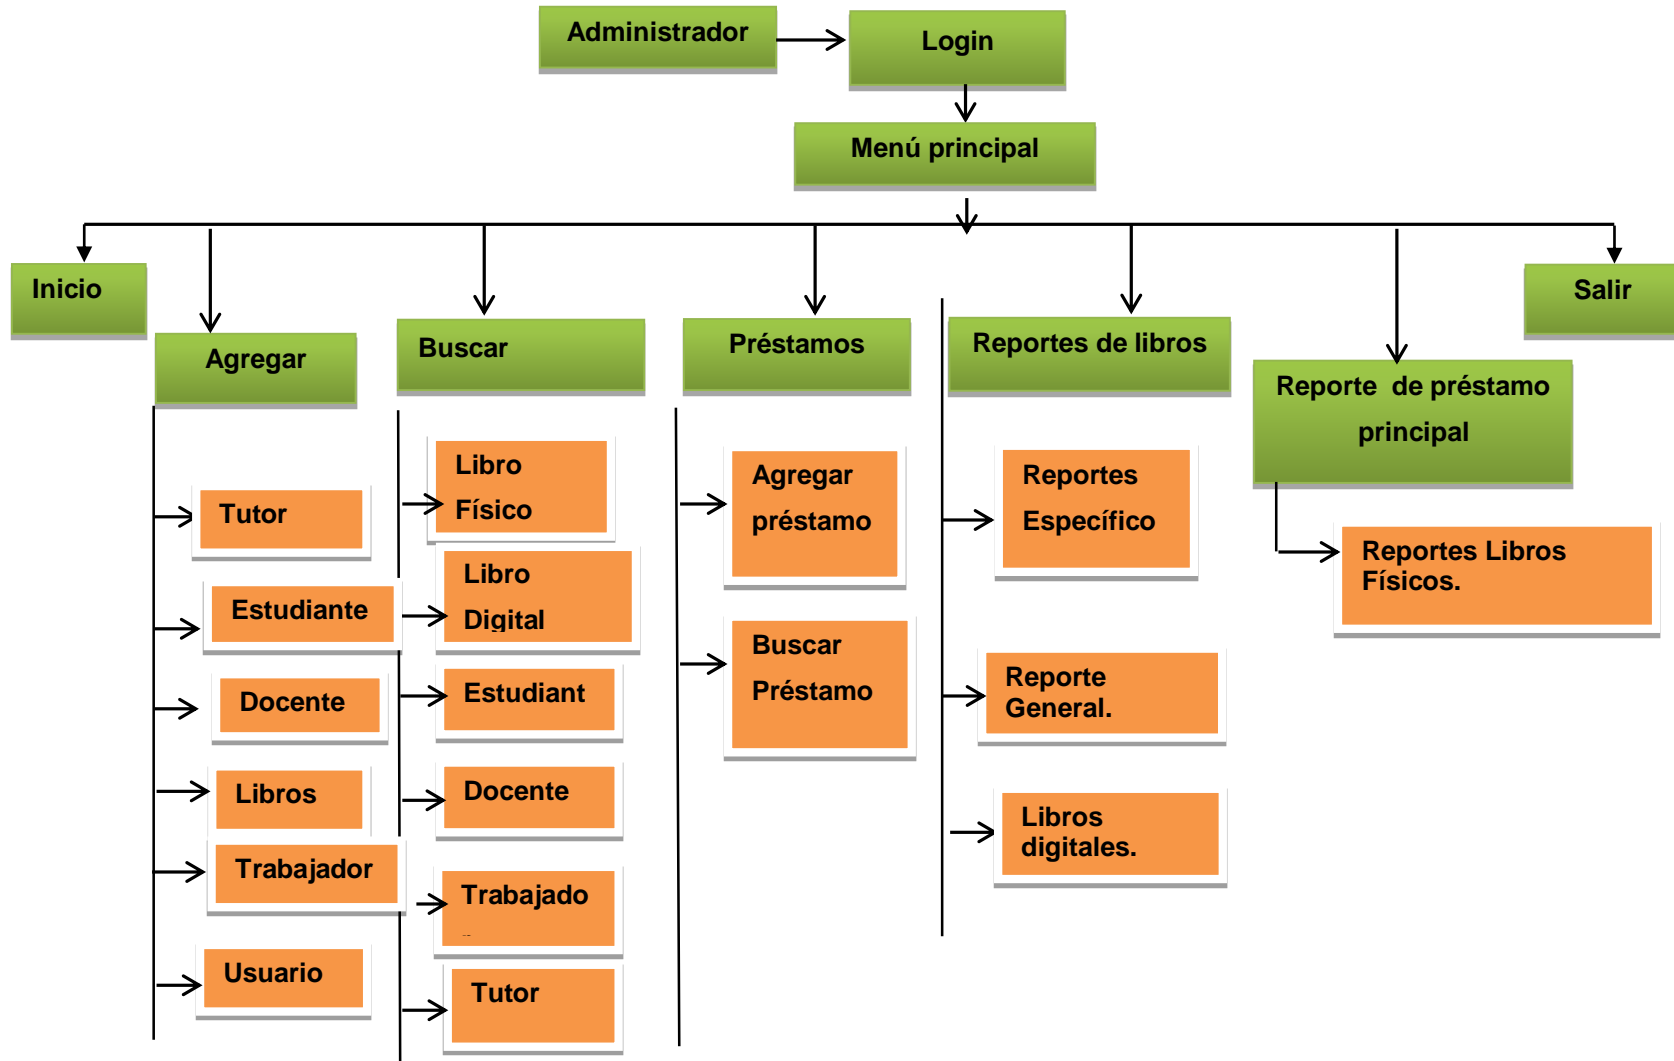 Administrador
Login
Menú principal
Inicio
Agregar
Buscar
Préstamos
Reportes de libros
Reporte de préstamo
principal
Salir
Tutor
Estudiante
Docente
Libros
Trabajador
Usuario
Libro
Físico
Libro
Digital
Estudiant
Docente
Trabajado
Tutor
Agregar
préstamo
Buscar
Préstamo
Reportes
Específico
Reporte
General.
Libros
digitales.
Reportes Libros
Físicos.